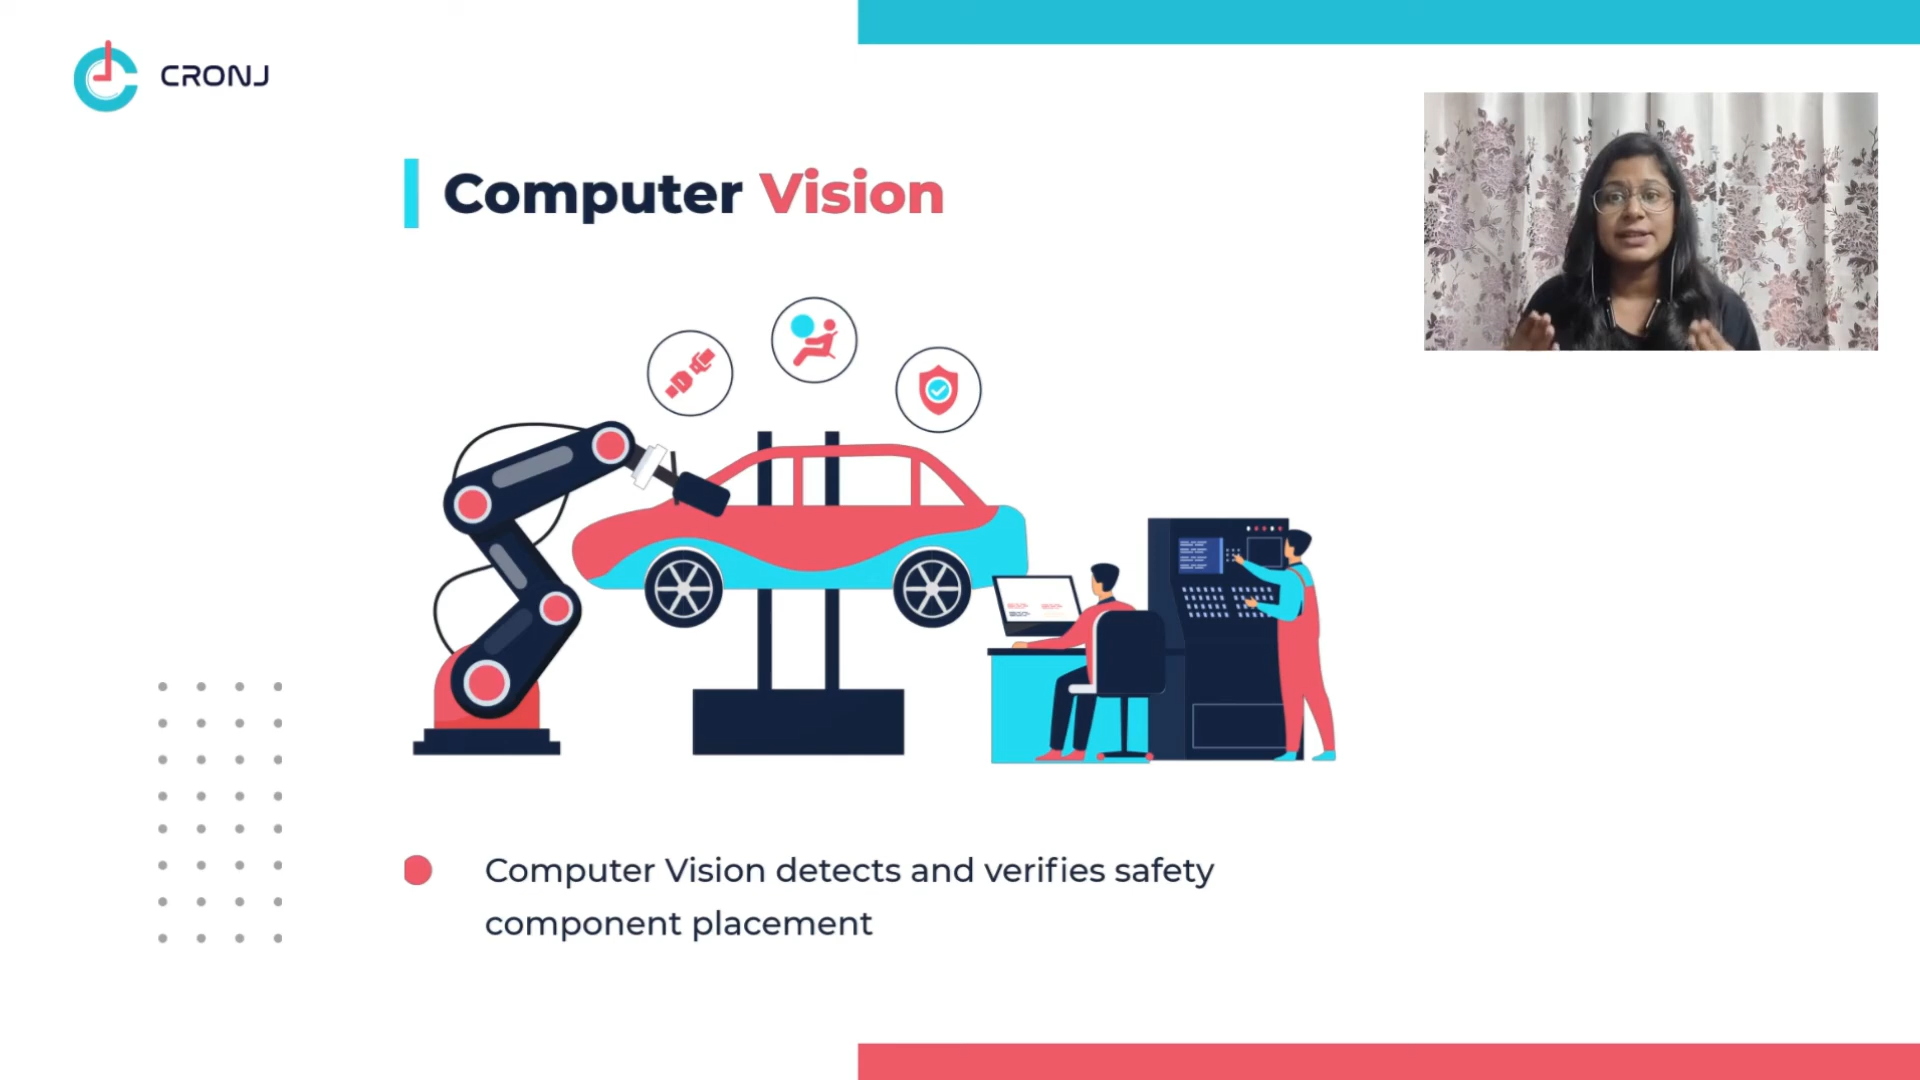 CRONJ
Computer Vision
Computer Vision detects and verifies safety
component placement